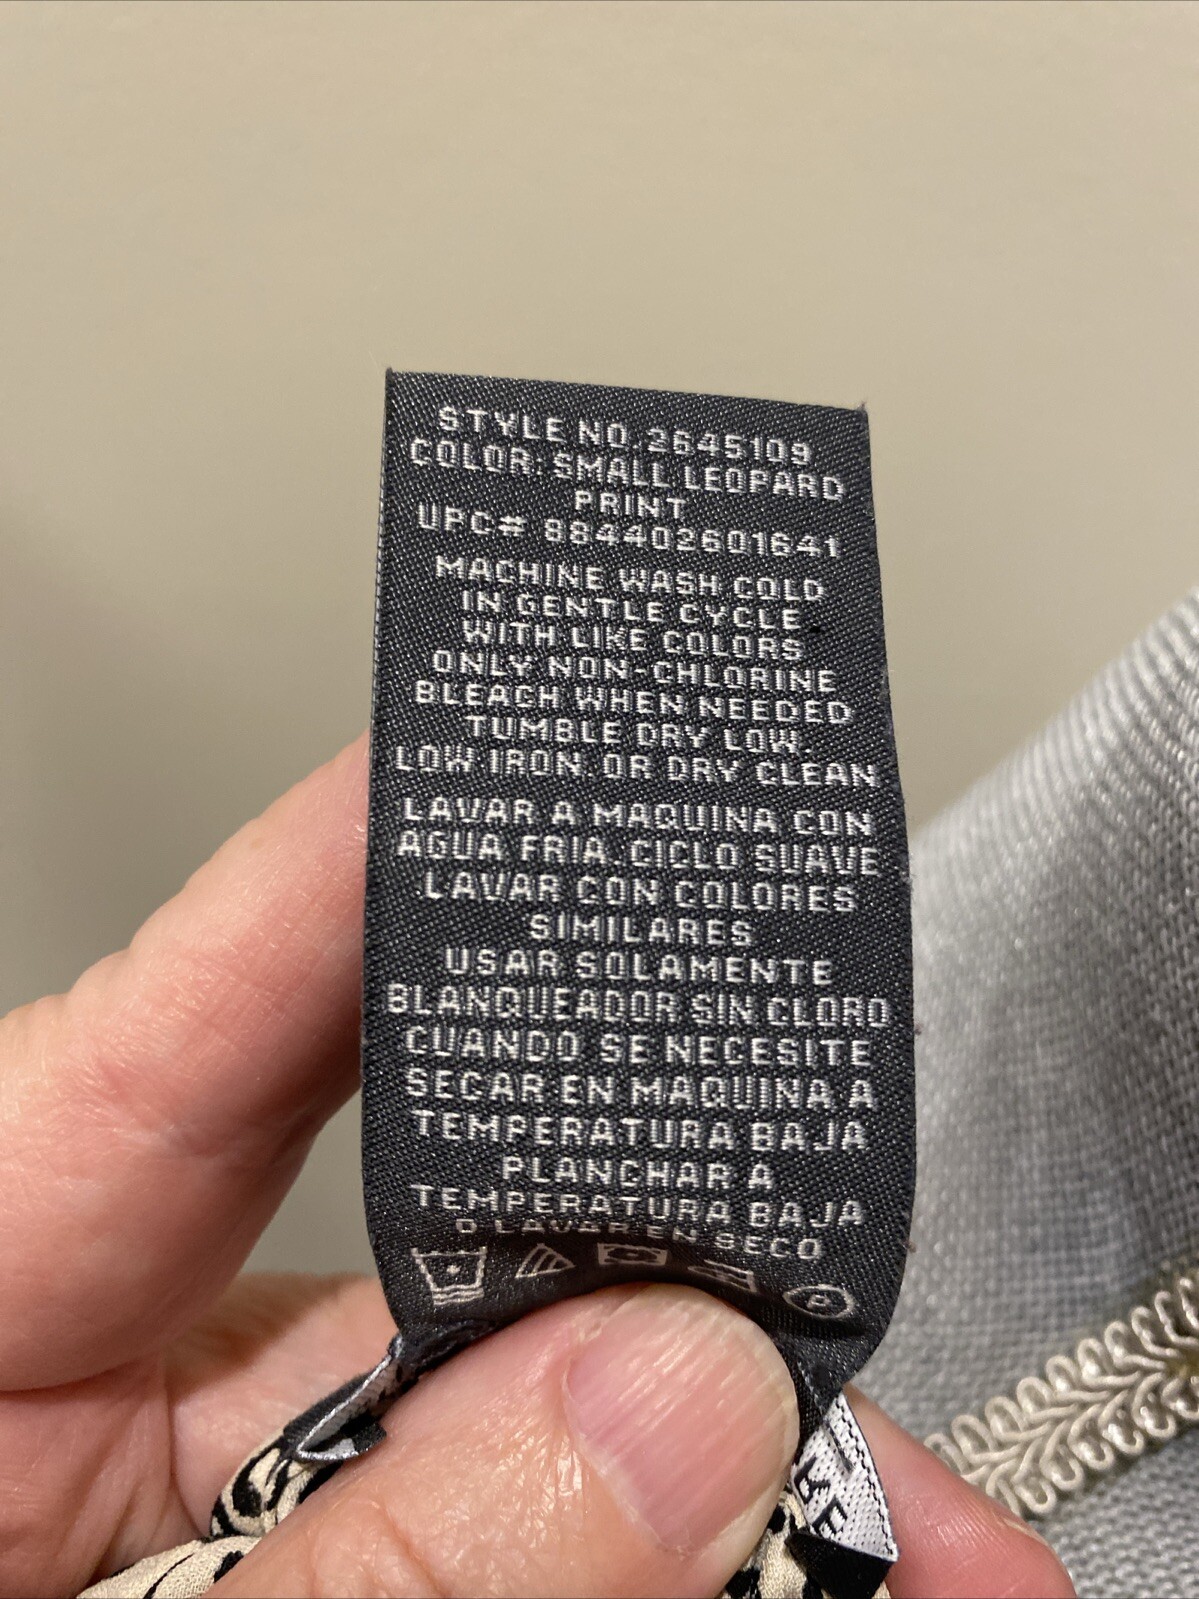 STYLE NO. 2645109
COLOR: SMALL LEOPARD
PRINT
UPC# 884402601641
MACHINE WASH COLD
IN GENTLE CYCLE
WITH LIKE COLORS
ONLY NON-CHLORINE
BLEACH WHEN NEEDED
TUMBLE DRY LOW.
LOW IRON OR DRY CLEAN
LAVAR A MAQUINA CON
AGUA FRIA, CICLO SUAVE
LAVAR CON COLORES
SIMILARES
USAR SOLAMENTE
BLANQUEADOR SIN CLORO
CUANDO SE NECESITE
SECAR EN MAQUINA A
TEMPERATURA BAJA
PLANCHAR A
TEMPERATURA BAJA
O LAVAR EN SECO
P